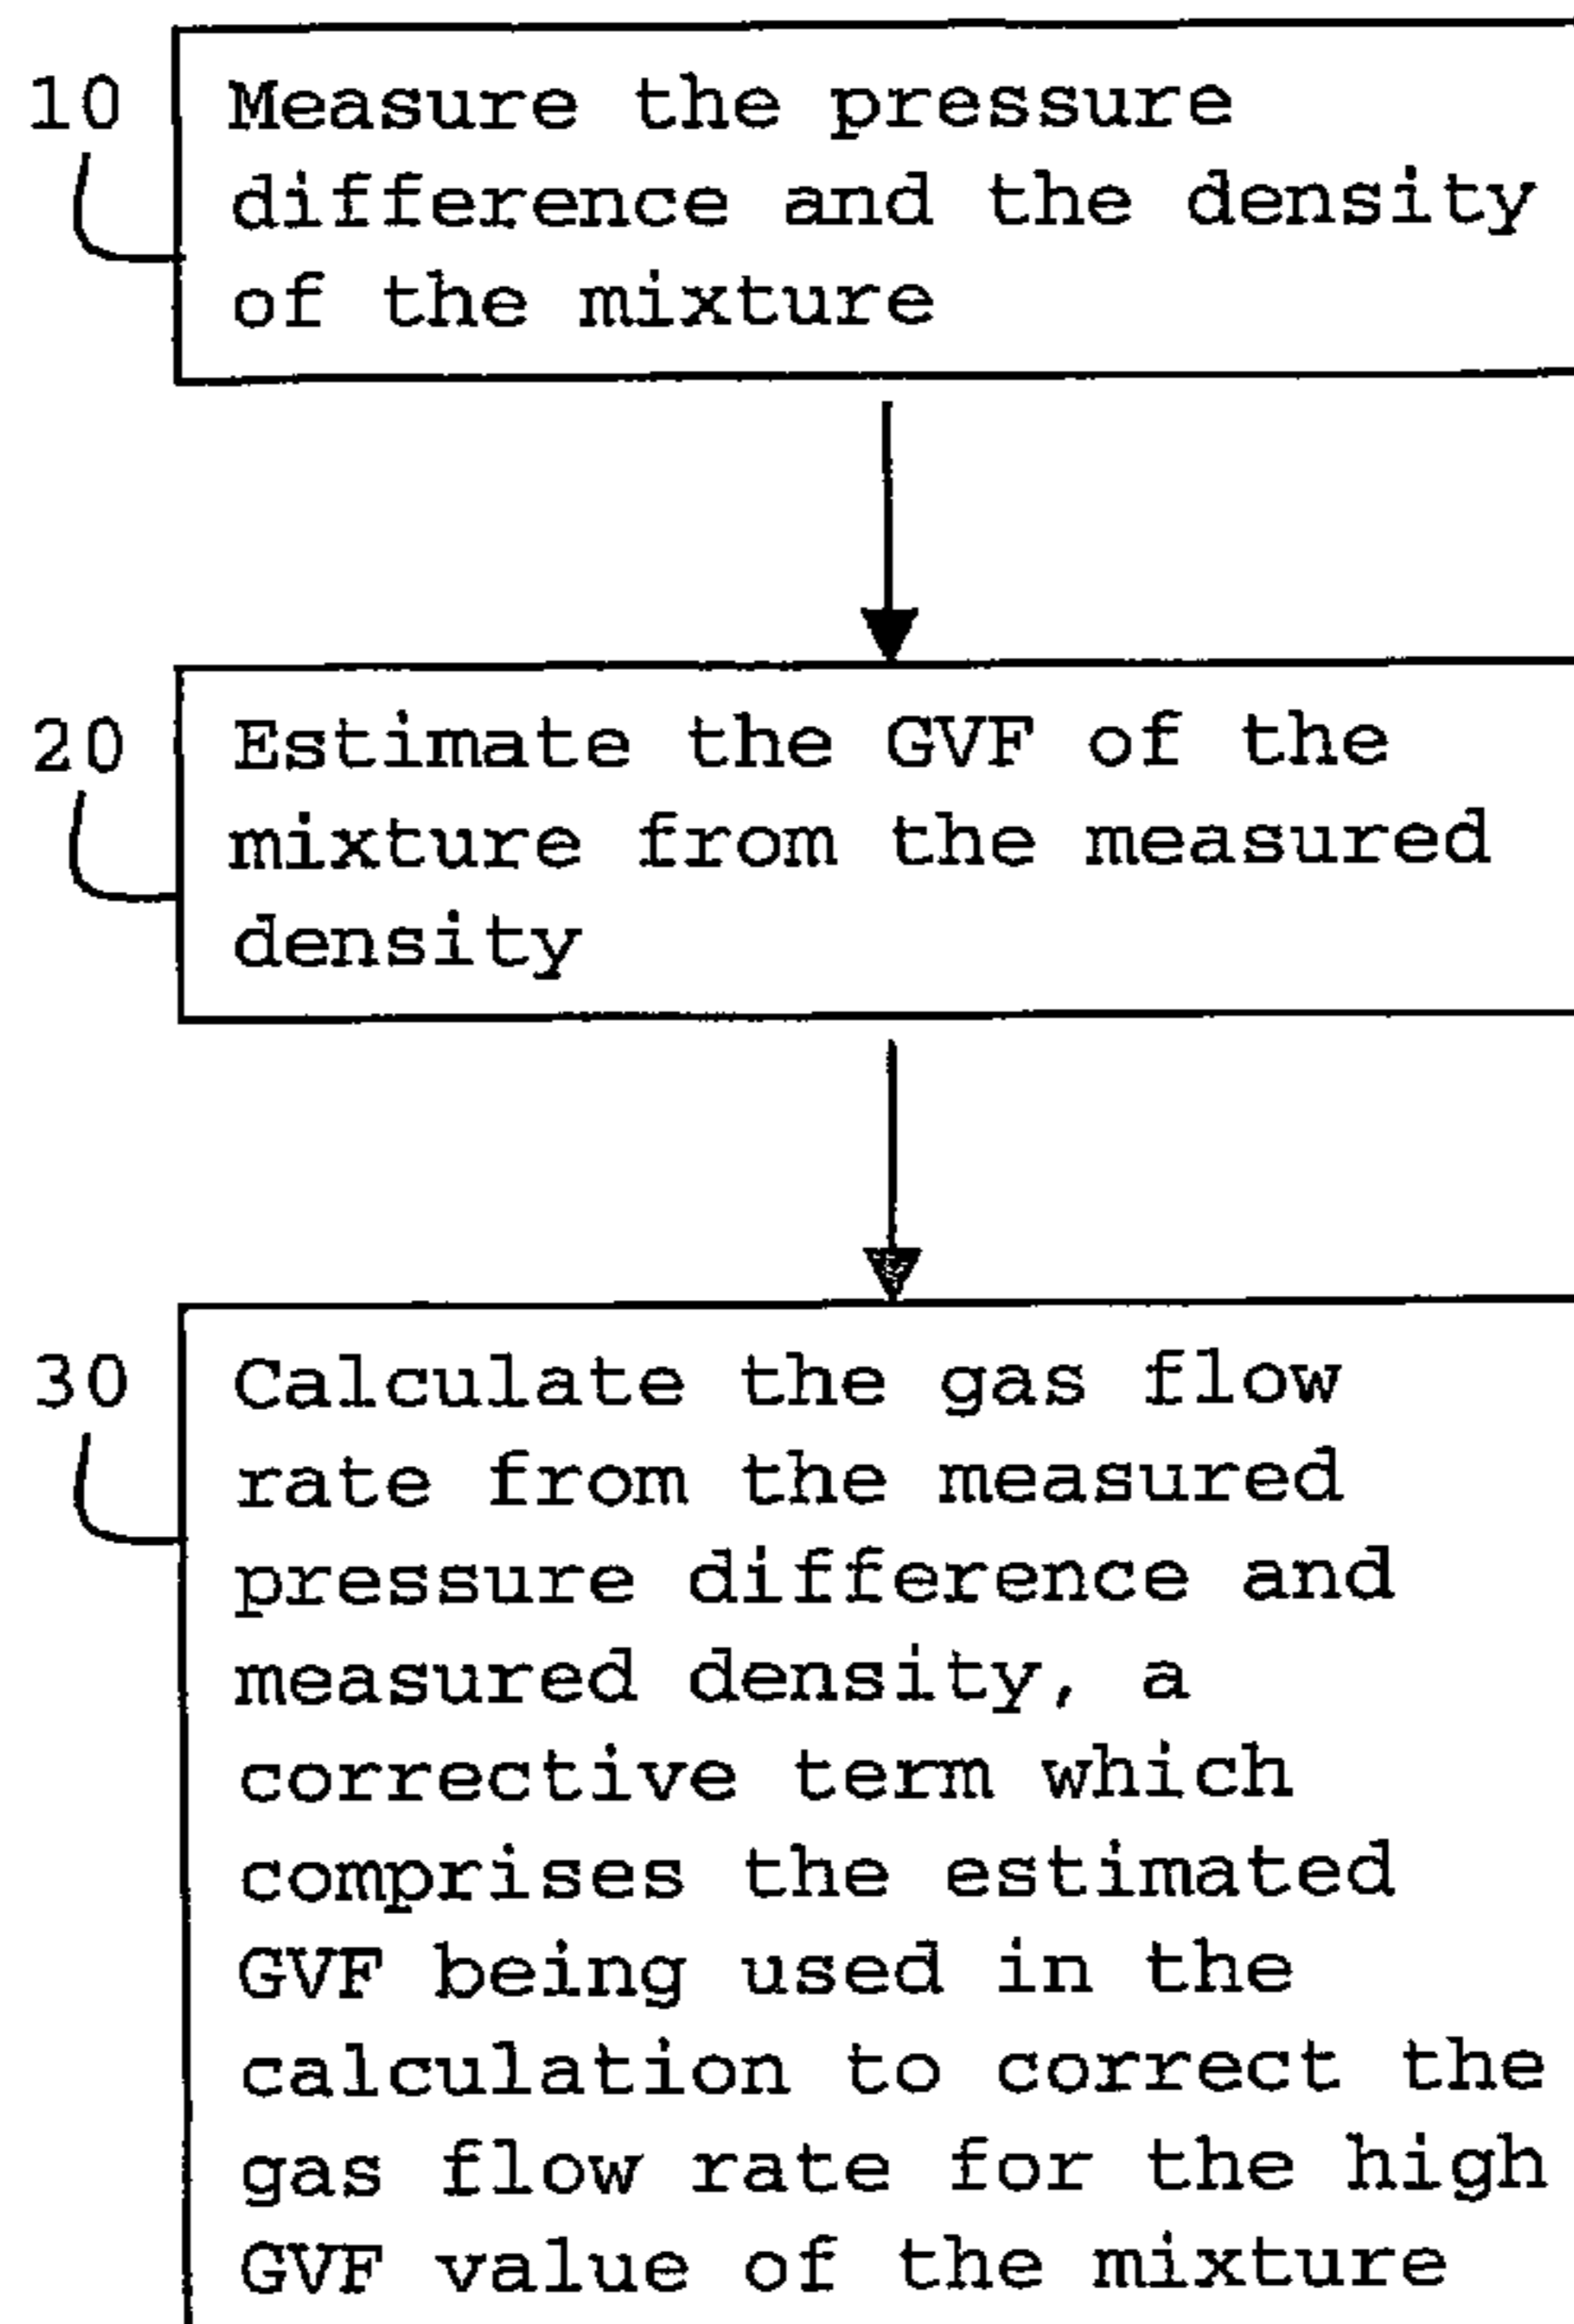 10 Measure the pressure
difference and the density
of the mixture
20 Estimate the GVF of the
mixture from the measured
density
30 Calculate the gas flow
rate from the measured
pressure difference and
measured density, a
corrective term which
comprises the estimated
GVF being used in the
calculation to correct the
gas flow rate for the high
GVF value of the mixture